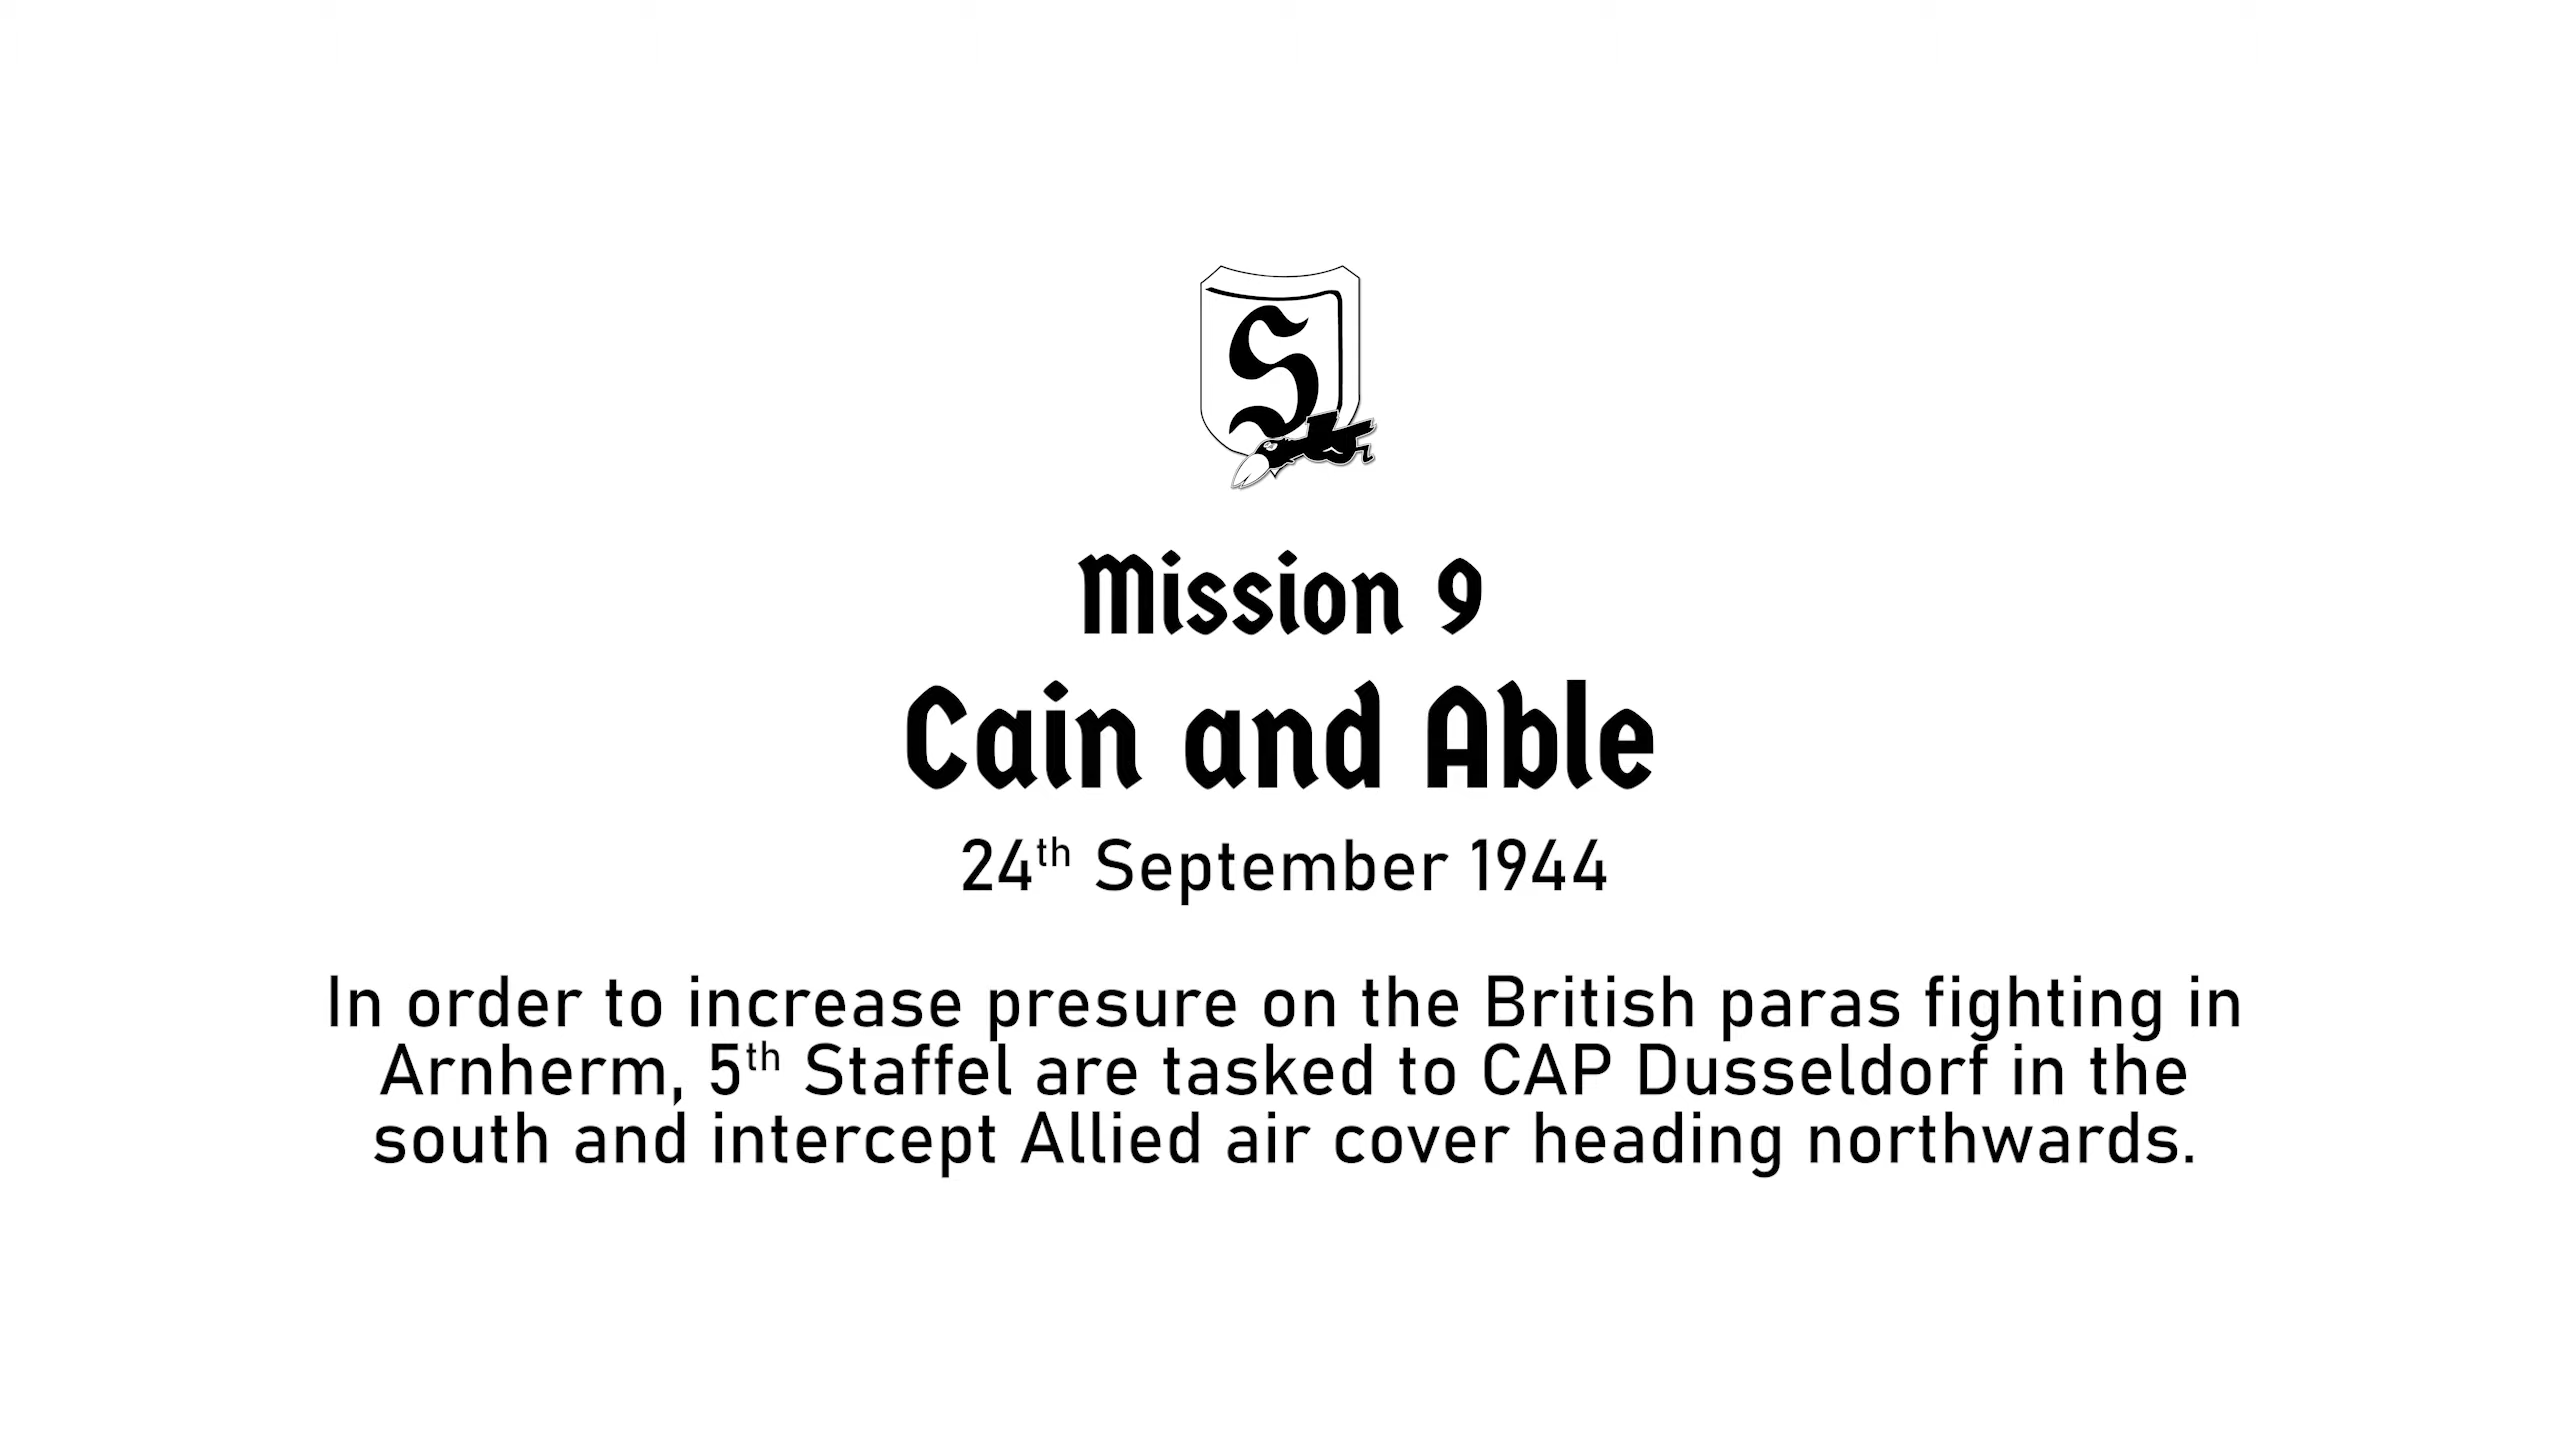 S
Mission 9
Cain and Able
24th September 1944
In order to increase presure on the British paras fighting in
Arnherm, 5th Staffel are tasked to CAP Dusseldorf in the
south and intercept Allied air cover heading northwards.